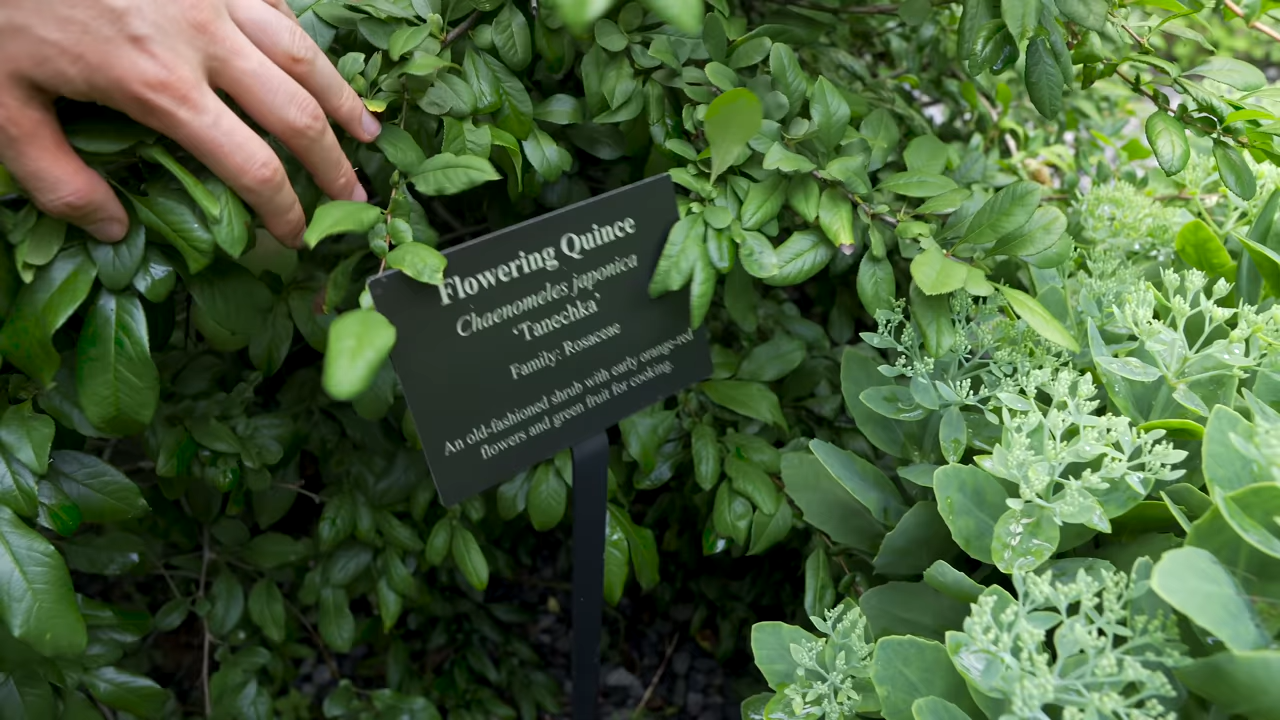 Flowering Quince
Chaenomeles japonica
‘Tanechka’
Family: Rosaceae
An old-fashioned shrub with early orange-red
flowers and green fruit for cooking.